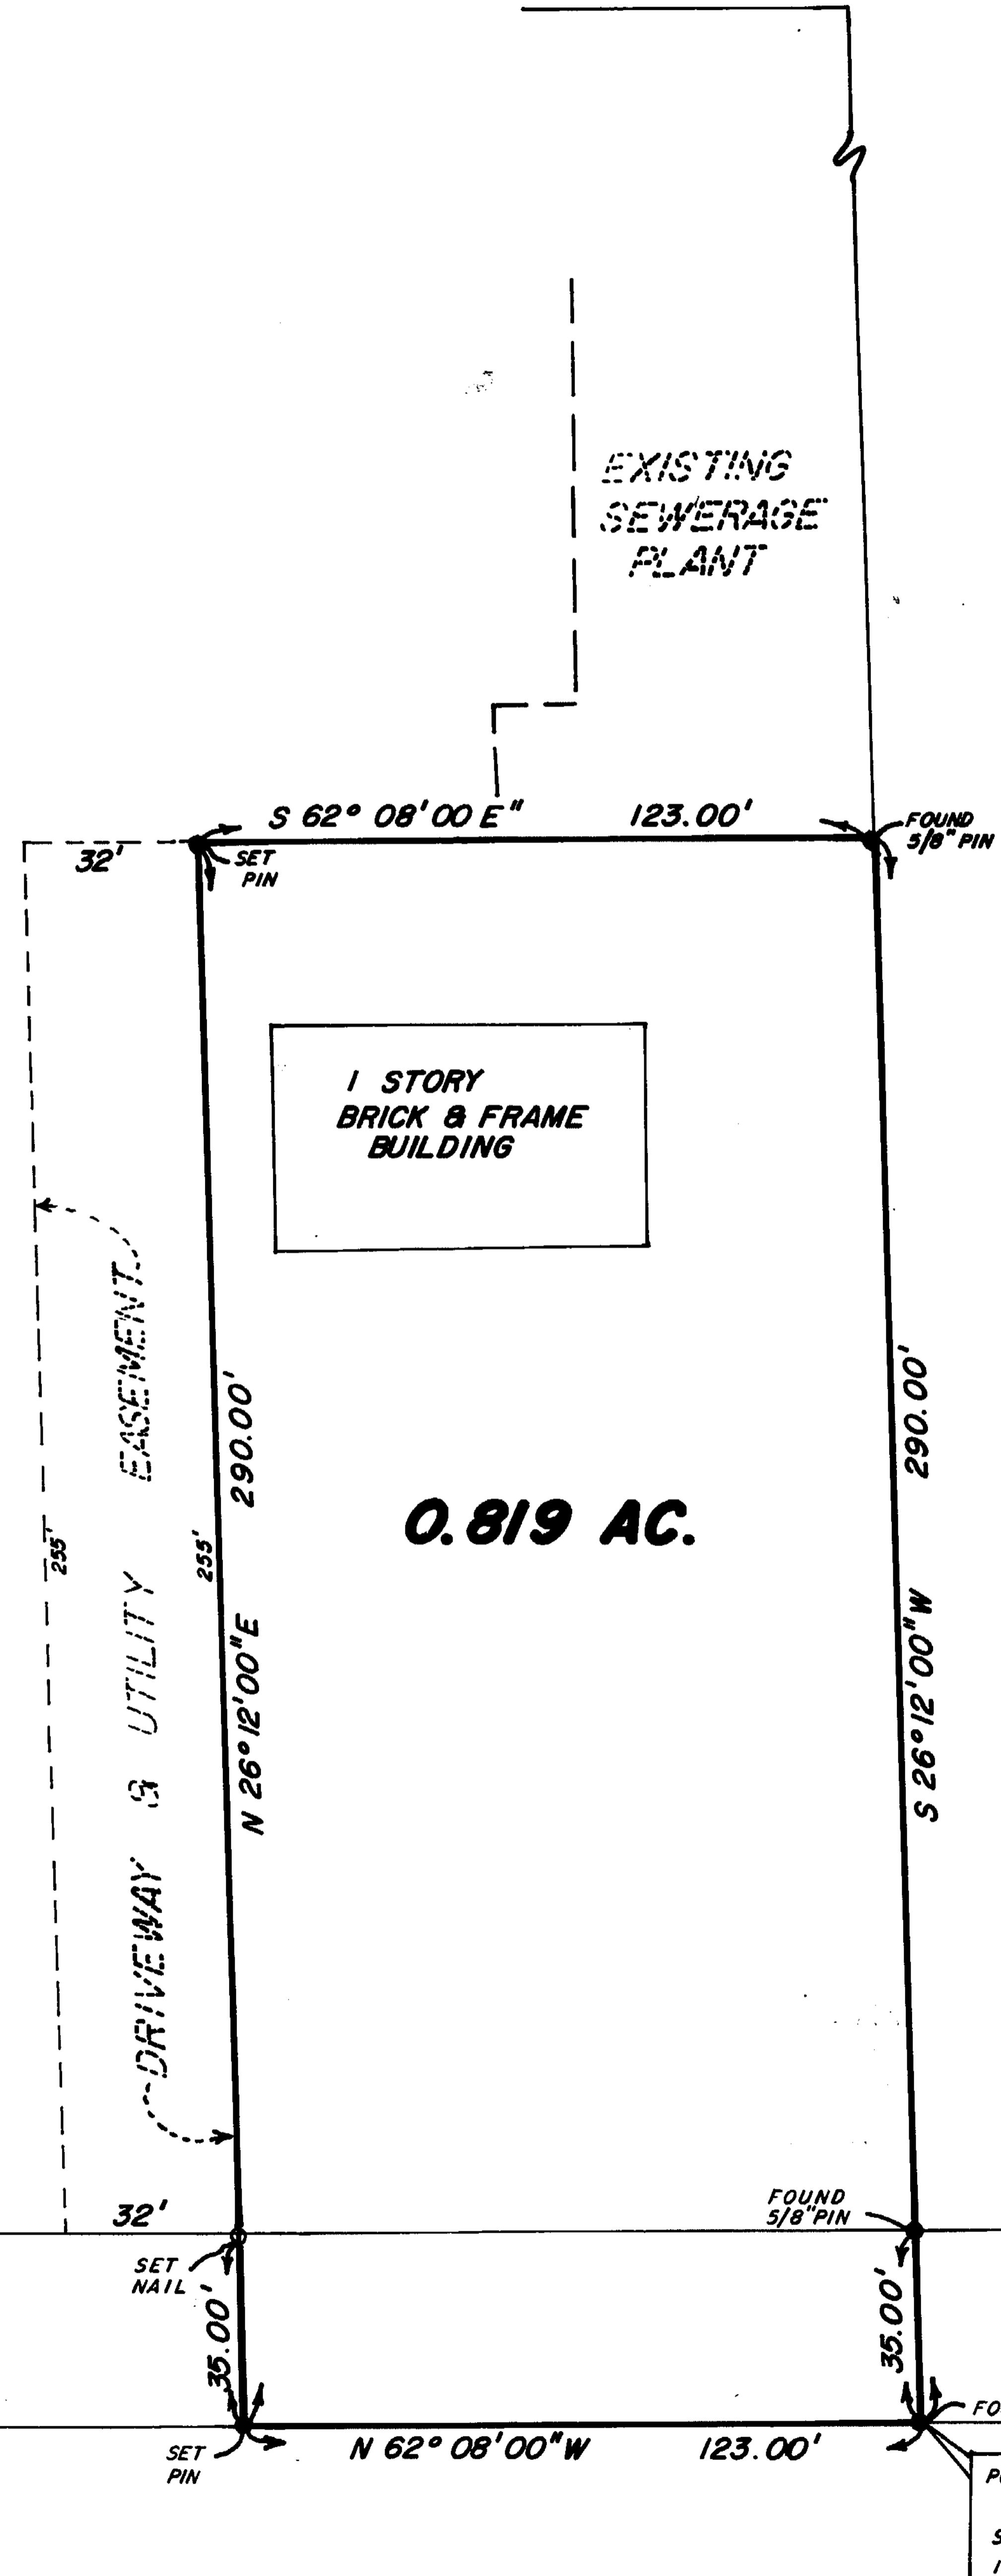 EXISTING
SEWERAGE
PLANT
S 62° 08' 00 E" 123.00'
FOUND
5/8" PIN
32'
SET
PIN
1 STORY
BRICK & FRAME
BUILDING
290.00'
290.00'
0.819 AC.
255'
255'
N 26° 12' 00" E
S 26° 12' 00" W
DRIVEWAY & UTILITY EASEMENT
32'
FOUND
5/8" PIN
SET
NAIL
35.00'
35.00'
FO
SET
PIN
N 62° 08' 00" W 123.00'